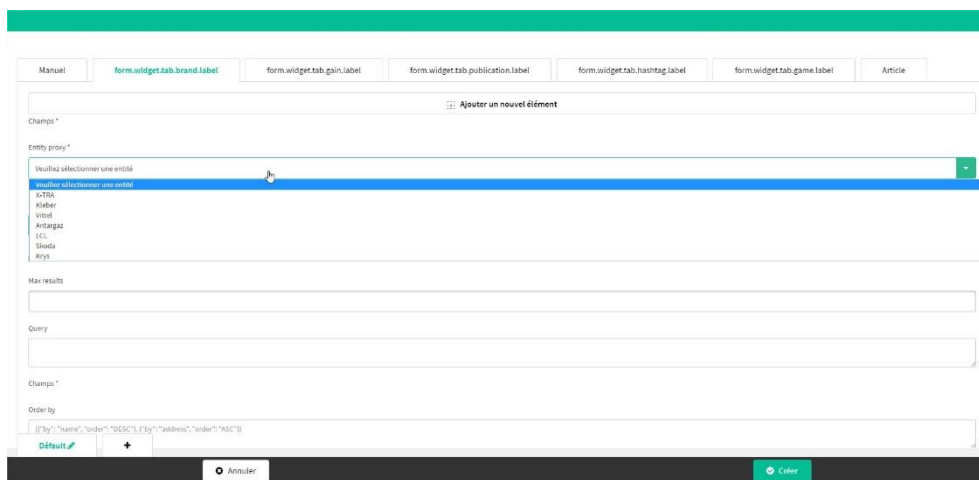 Manuel form.widget.tab.brand.label form.widget.tab.gain.label form.widget.tab.publication.label form.widget.tab.hashtag.label form.widget.tab.game.label Article
Ajouter un nouvel élément
Champs *
Entity proxy *
Veuillez sélectionner une entité
Veuillez sélectionner une entité
X-TRA
Kleber
Vittel
Antargaz
LCL
Skoda
Krys
Max results
Query
Champs *
Order by
[{"by": "name", "order": "DESC"}, {"by": "address", "order": "ASC"}]
Défault +
Annuler Créer